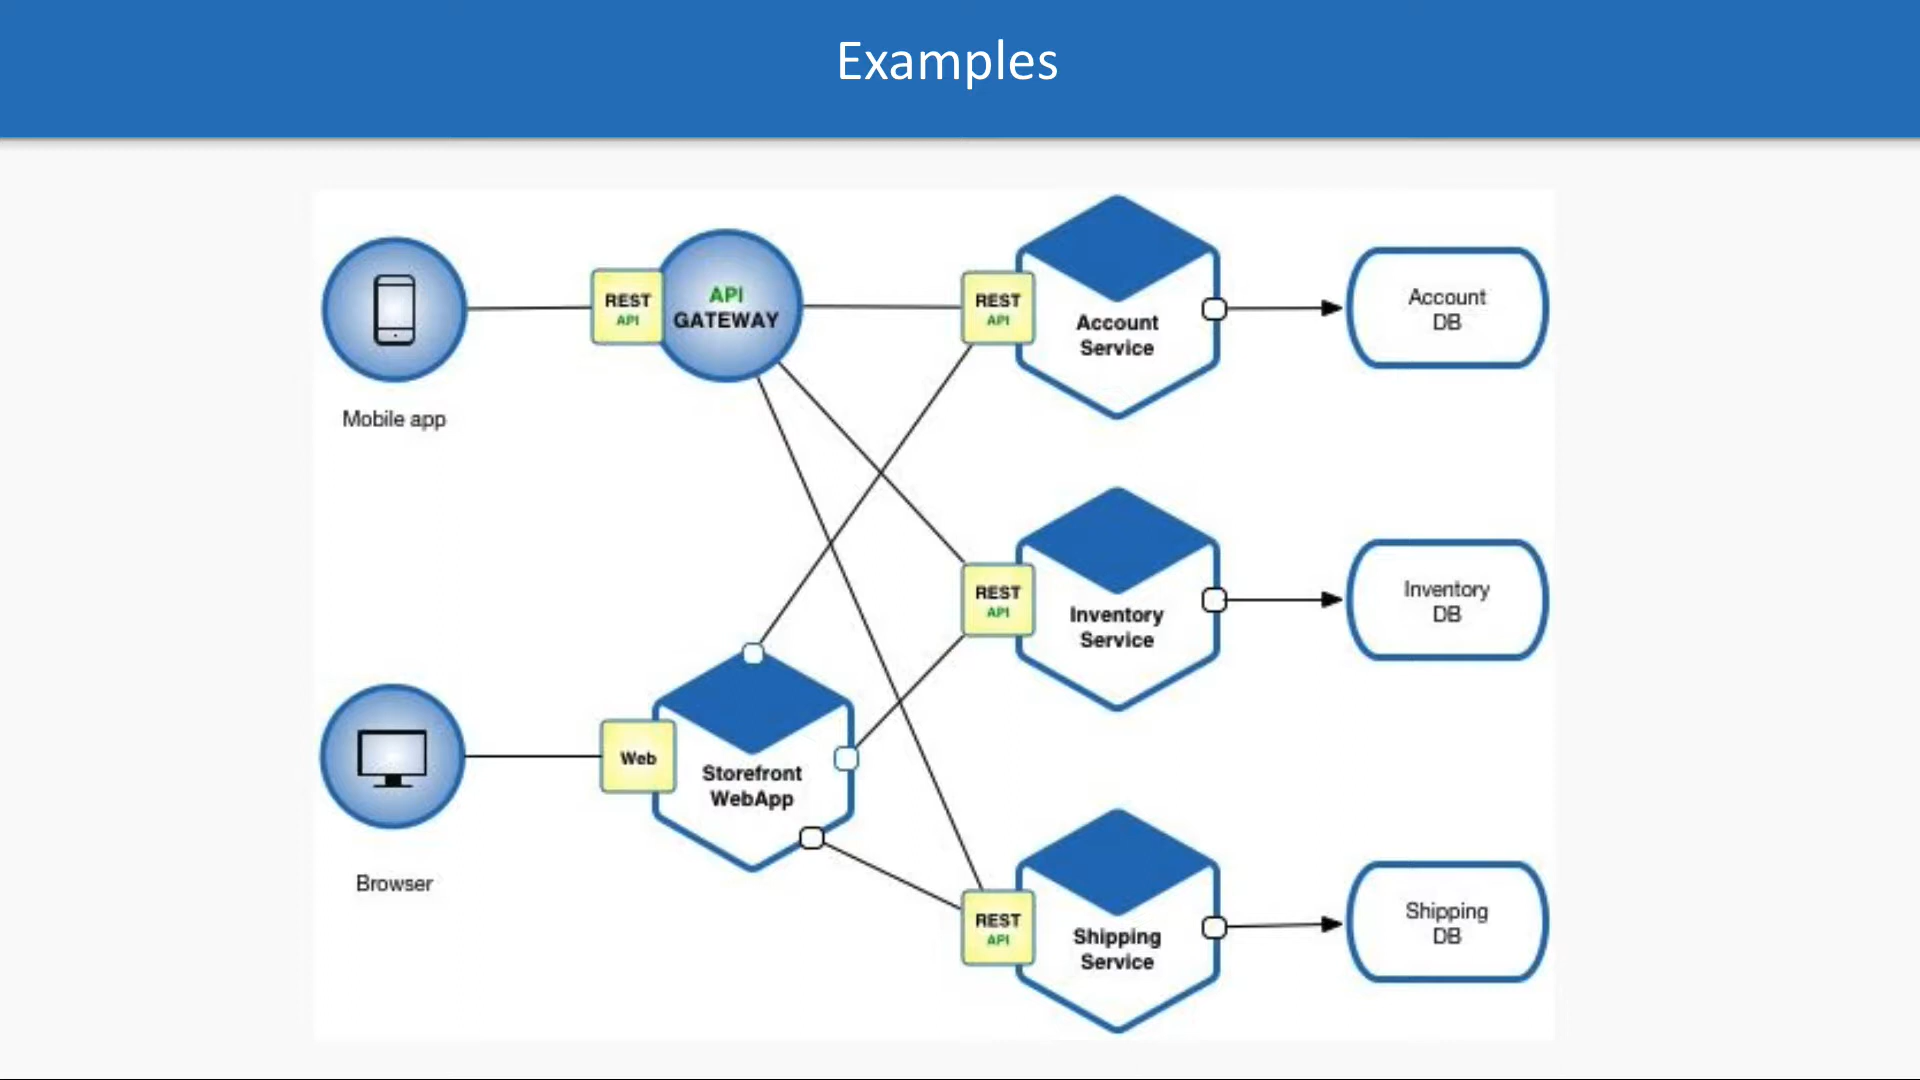 Examples
REST
API
API
GATEWAY
REST
API
Account
Service
Account
DB
Mobile app
REST
API
Inventory
Service
Inventory
DB
Web
Storefront
WebApp
Browser
REST
API
Shipping
Service
Shipping
DB